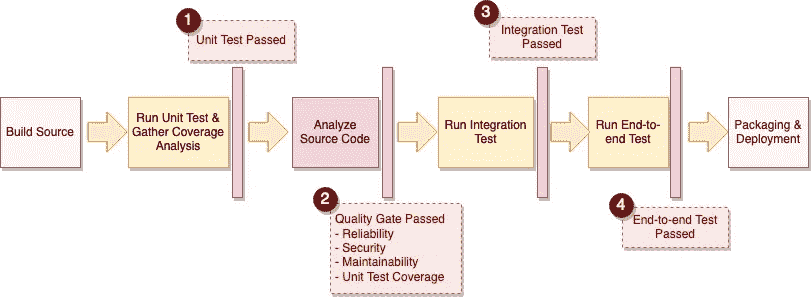 1
Unit Test Passed
3
Integration Test
Passed
Build Source
Run Unit Test &
Gather Coverage
Analysis
Analyze
Source Code
Run Integration
Test
Run End-to-
end Test
Packaging &
Deployment
2
Quality Gate Passed
- Reliability
- Security
- Maintainability
- Unit Test Coverage
4
End-to-end Test
Passed